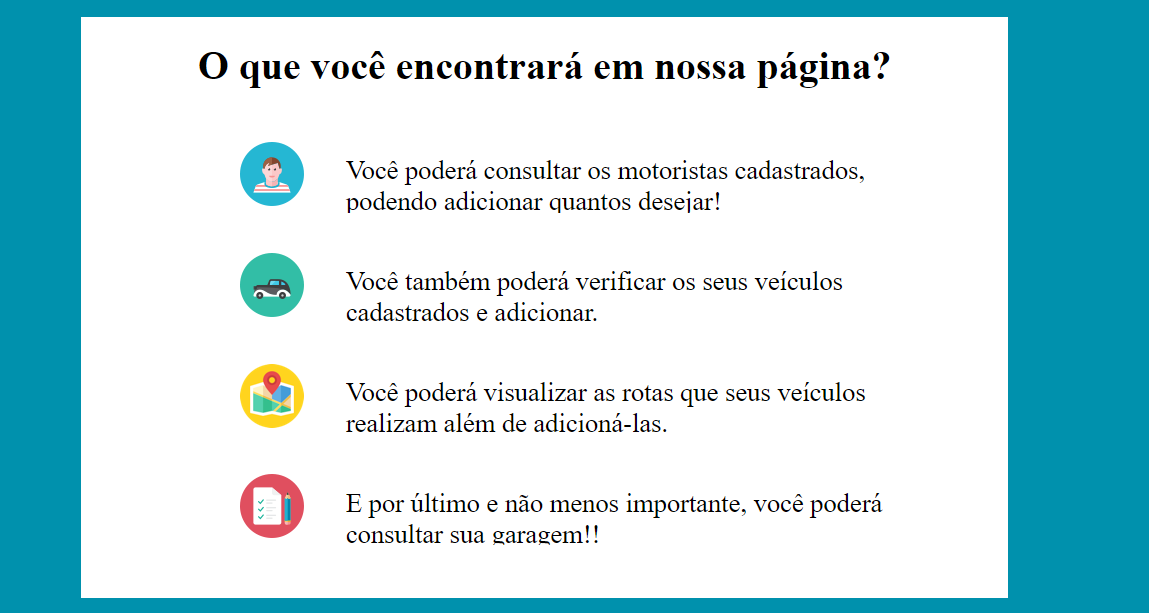 O que você encontrará em nossa página?
Você poderá consultar os motoristas cadastrados,
podendo adicionar quantos desejar!
Você também poderá verificar os seus veículos
cadastrados e adicionar.
Você poderá visualizar as rotas que seus veículos
realizam além de adicioná-las.
E por último e não menos importante, você poderá
consultar sua garagem!!